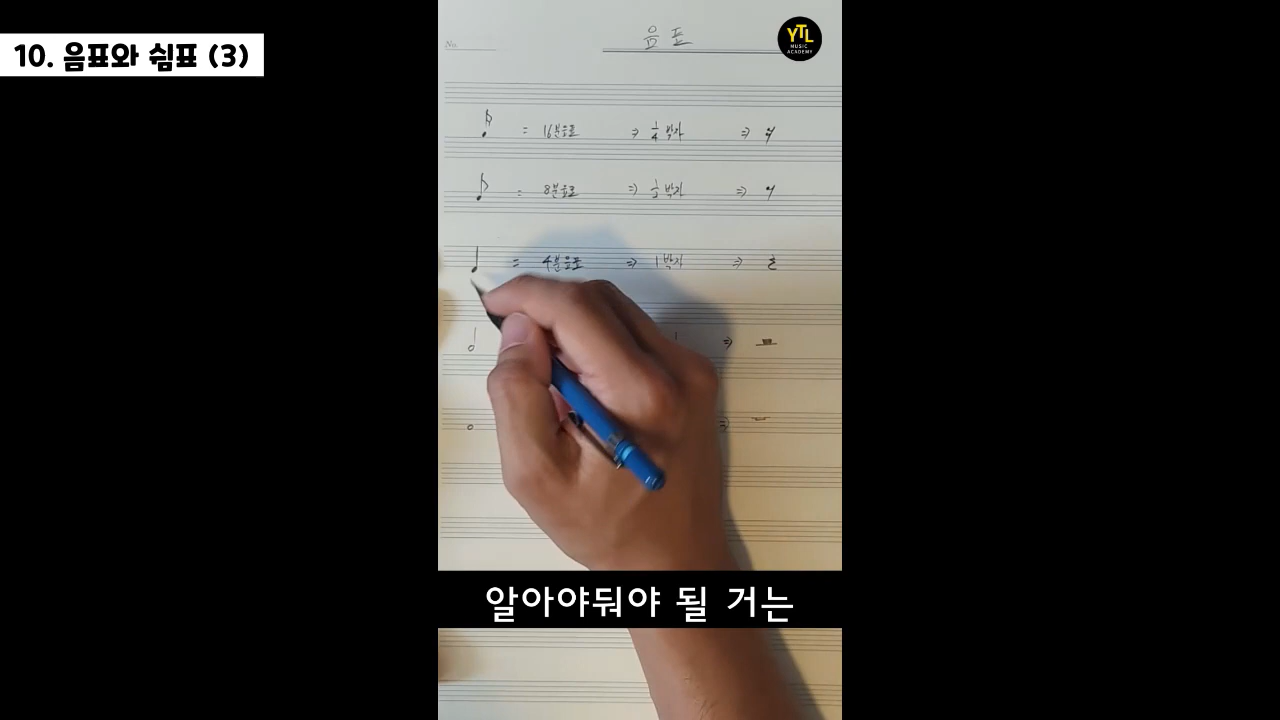 10. 음표와 쉼표 (3)
음표
No.
YTL
MUSIC
ACADEMY
= 16분음표 ⇒ 1/4 박자 ⇒
= 8분음표 ⇒ 1/2 박자 ⇒
= 4분음표 ⇒ 1 박자 ⇒
⇒
⇒
알아야둬야 될 거는